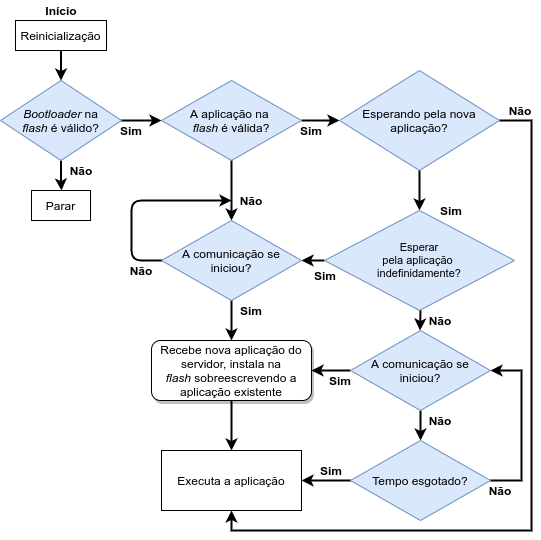 Início
Reinicialização
Bootloader na
flash é válido?
Sim
Não
Parar
A aplicação na
flash é válida?
Sim
Não
Esperando pela nova
aplicação?
Não
Sim
Esperar
pela aplicação
indefinidamente?
Sim
Não
A comunicação se
iniciou?
Não
Sim
A comunicação se
iniciou?
Sim
Não
Recebe nova aplicação do
servidor, instala na
flash sobreescrevendo a
aplicação existente
Tempo esgotado?
Sim
Não
Executa a aplicação